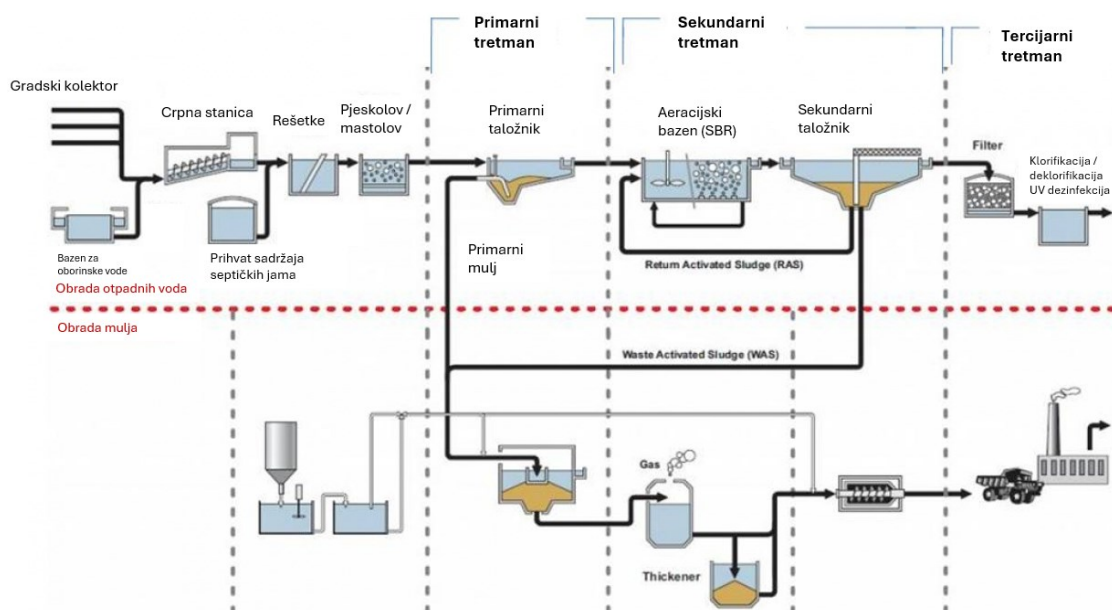 Primarni
tretman
Sekundarni
tretman
Tercijarni
tretman
Gradski kolektor
Crpna stanica
Rešetke
Pjeskolov /
mastolov
Primarni
taložnik
Aeracijski
bazen (SBR)
Sekundarni
taložnik
Filter
Klorifikacija /
deklorifikacija
UV dezinfekcija
Bazen za
oborinske vode
Prihvat sadržaja
septičkih jama
Primarni
mulj
Return Activated Sludge (RAS)
Obrada otpadnih voda
Obrada mulja
Waste Activated Sludge (WAS)
Gas
Thickener